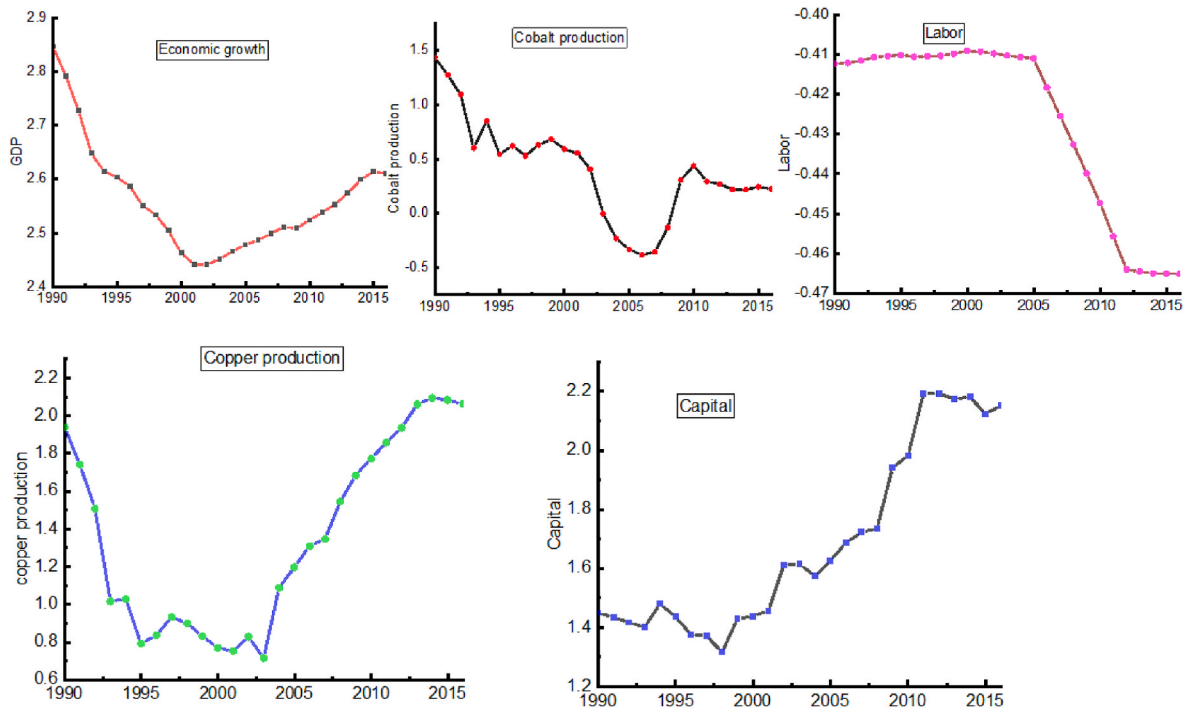 Economic growth
GDP
2.9
2.8
2.7
2.6
2.5
2.4
1990 1995 2000 2005 2010 2015
Cobalt production
Cobalt production
1.5
1.0
0.5
0.0
-0.5
1990 1995 2000 2005 2010 2015
Labor
Labor
-0.40
-0.41
-0.42
-0.43
-0.44
-0.45
-0.46
-0.47
1990 1995 2000 2005 2010 2015
Copper production
copper production
2.2
2.0
1.8
1.6
1.4
1.2
1.0
0.8
0.6
1990 1995 2000 2005 2010 2015
Capital
Capital
2.2
2.0
1.8
1.6
1.4
1.2
1990 1995 2000 2005 2010 2015